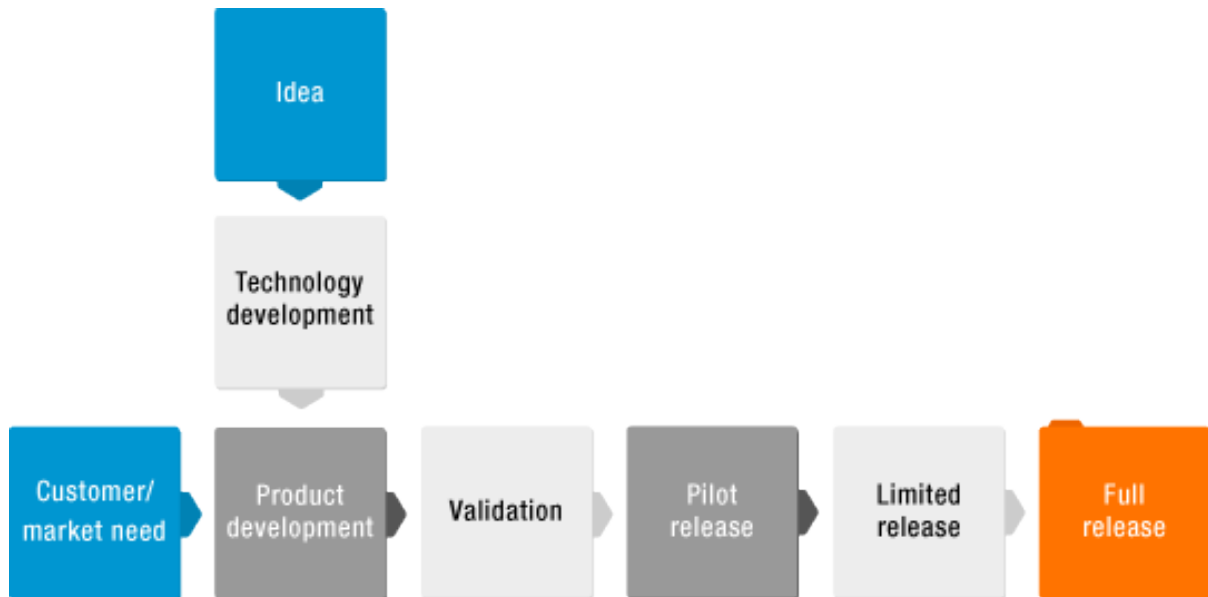 Idea
Technology
development
Customer/
market need
Product
development
Validation
Pilot
release
Limited
release
Full
release